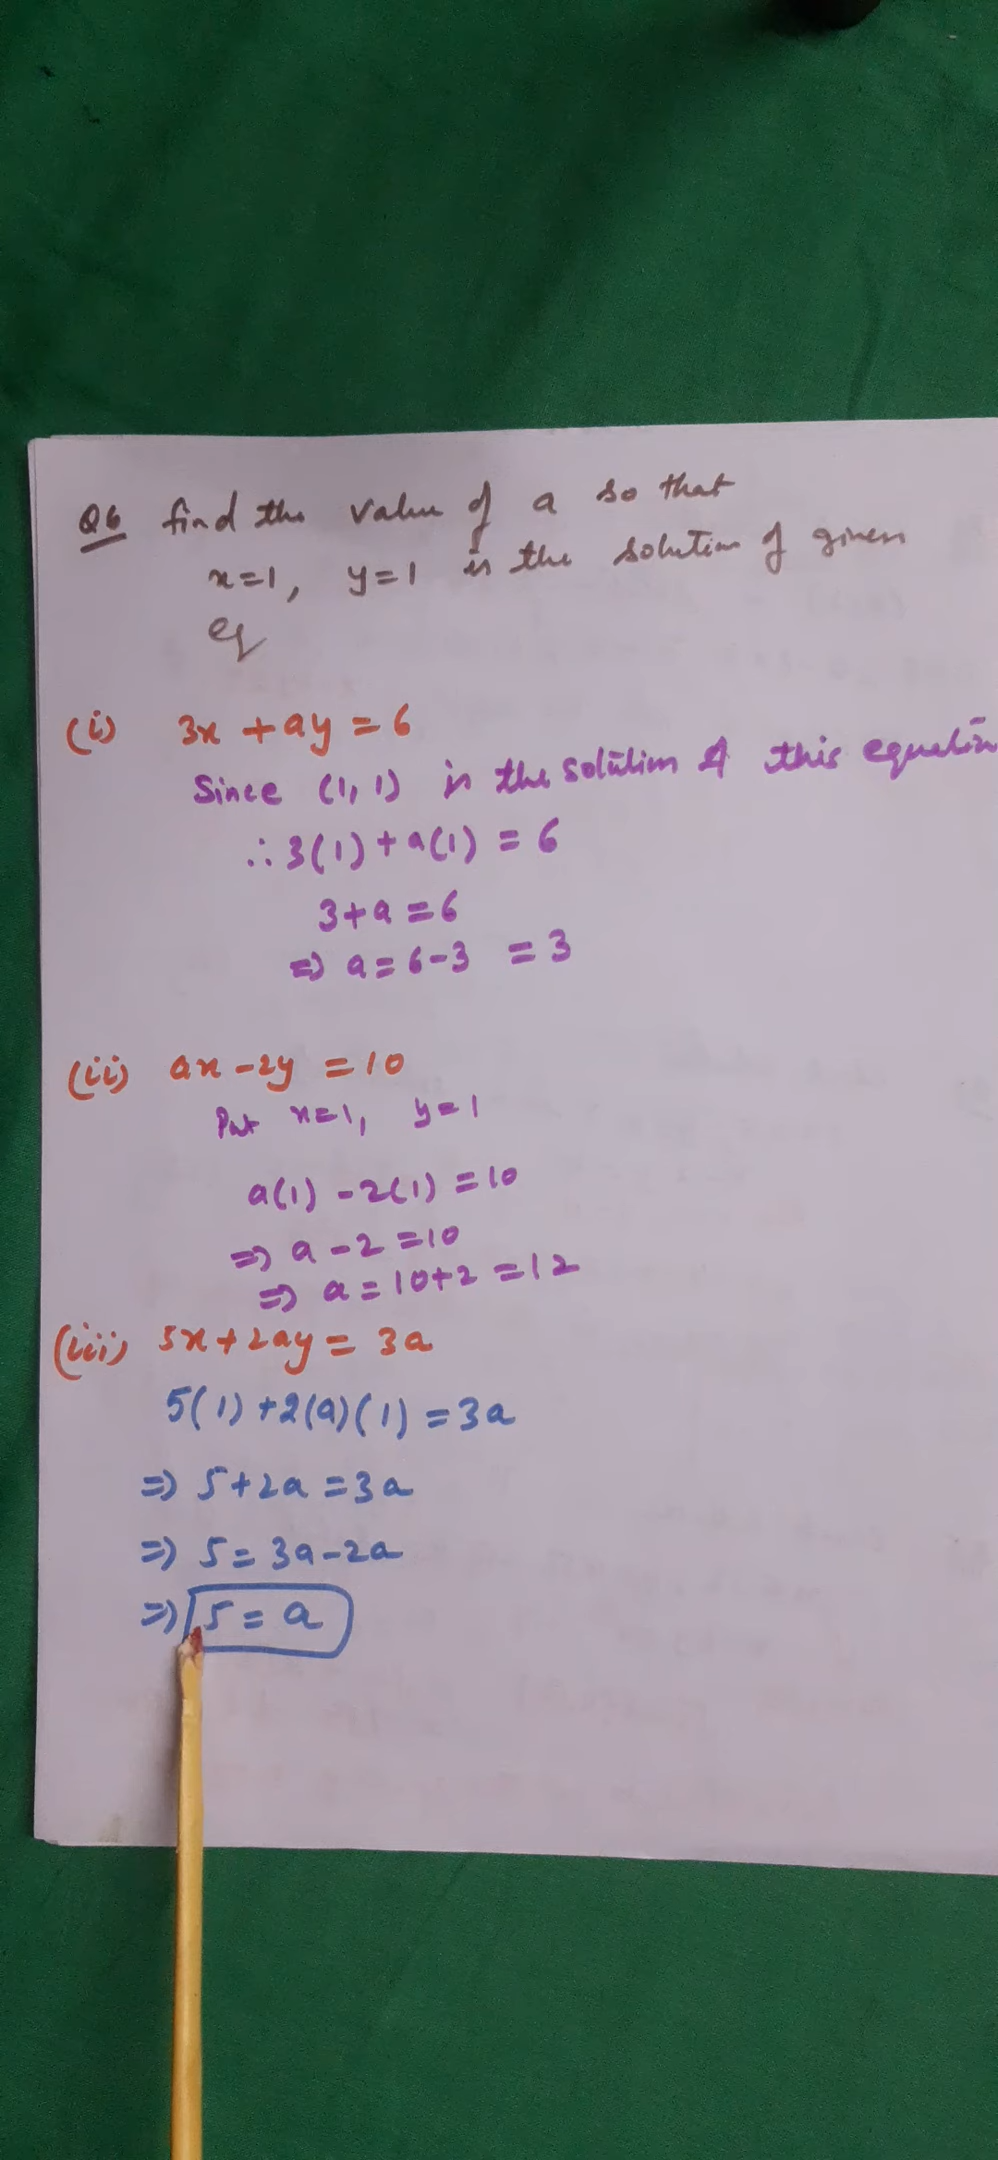 Q6 find the value of a so that
x=1, y=1 is the solution of given
eq
(i) 3x + ay = 6
Since (1, 1) is the solution of this equation
∴ 3(1) + a(1) = 6
3+a = 6
⇒ a = 6-3 = 3
(ii) ax - 2y = 10
Put x=1, y=1
a(1) - 2(1) = 10
⇒ a - 2 = 10
⇒ a = 10+2 = 12
(iii) 5x + 2ay = 3a
5(1) + 2(a)(1) = 3a
⇒ 5+2a = 3a
⇒ 5 = 3a-2a
⇒ 5 = a